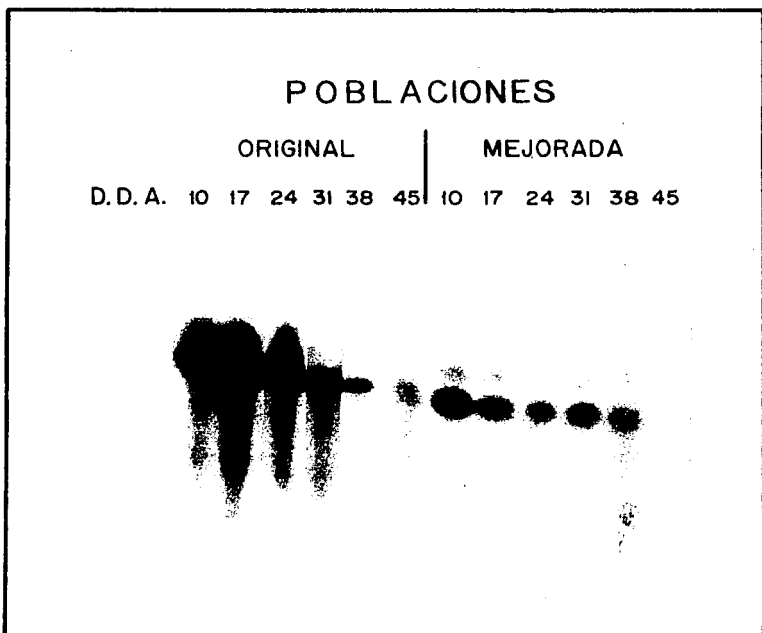 POBLACIONES
ORIGINAL MEJORADA
D.D.A. 10 17 24 31 38 45 10 17 24 31 38 45